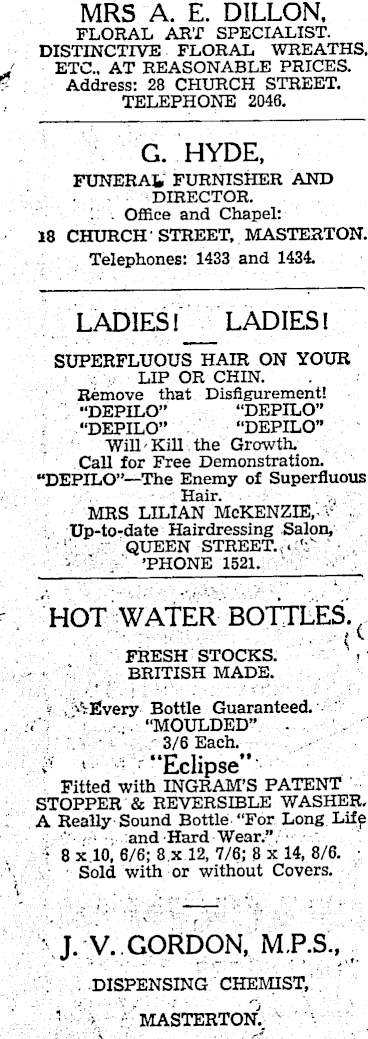 MRS A. E. DILLON,
FLORAL ART SPECIALIST.
DISTINCTIVE FLORAL WREATHS,
ETC., AT REASONABLE PRICES.
Address: 28 CHURCH STREET.
TELEPHONE 2046.
G. HYDE,
FUNERAL FURNISHER AND
DIRECTOR.
Office and Chapel:
18 CHURCH STREET, MASTERTON.
Telephones: 1433 and 1434.
LADIES! LADIES!
SUPERFLUOUS HAIR ON YOUR
LIP OR CHIN.
Remove that Disfigurement!
"DEPILO" "DEPILO"
"DEPILO" "DEPILO"
Will Kill the Growth.
Call for Free Demonstration.
"DEPILO"—The Enemy of Superfluous
Hair.
MRS LILIAN McKENZIE,
Up-to-date Hairdressing Salon,
QUEEN STREET.
'PHONE 1521.
HOT WATER BOTTLES.
FRESH STOCKS.
BRITISH MADE.
Every Bottle Guaranteed.
"MOULDED"
3/6 Each.
"Eclipse"
Fitted with INGRAM'S PATENT
STOPPER & REVERSIBLE WASHER.
A Really Sound Bottle "For Long Life
and Hard Wear."
8 x 10, 6/6; 8 x 12, 7/6; 8 x 14, 8/6.
Sold with or without Covers.
J. V. GORDON, M.P.S.,
DISPENSING CHEMIST,
MASTERTON.